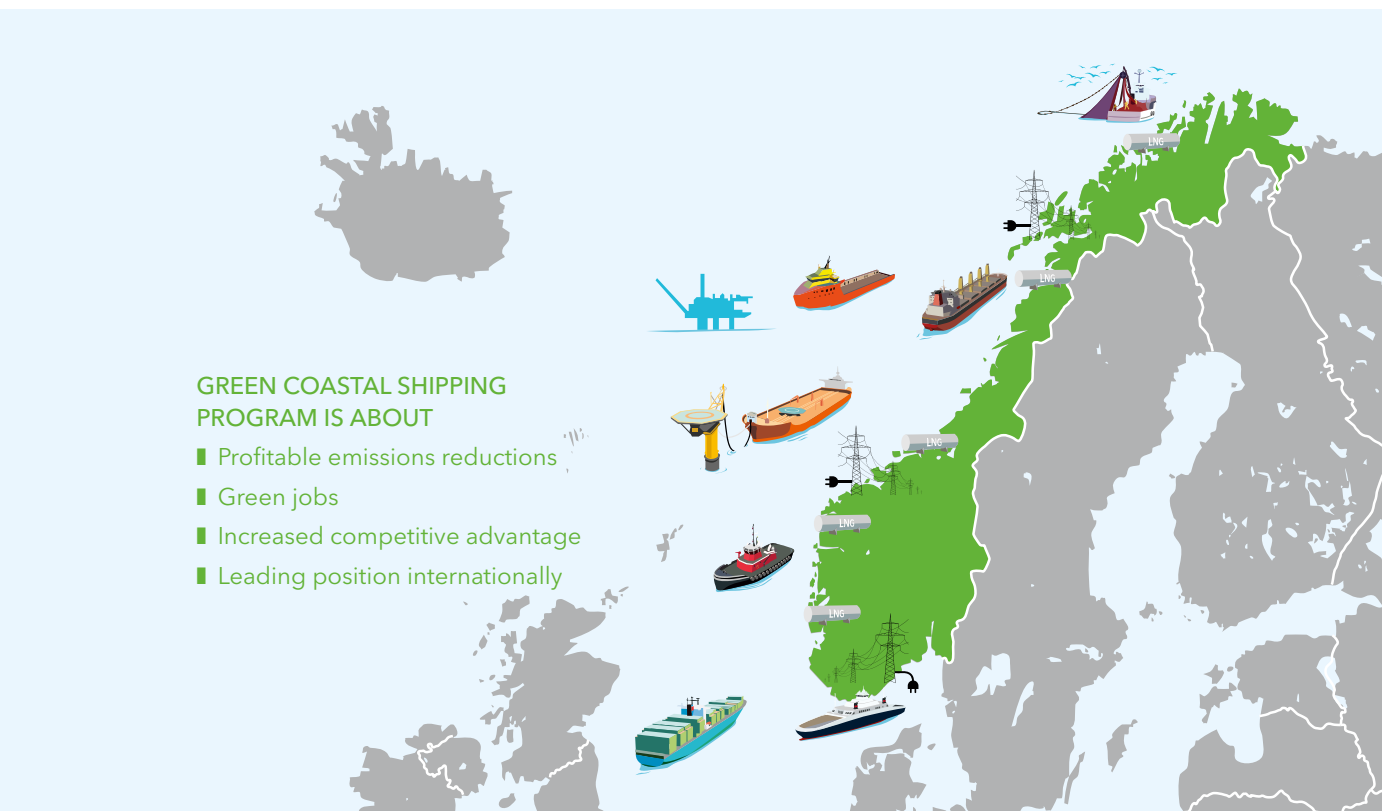 LNG
LNG
GREEN COASTAL SHIPPING
PROGRAM IS ABOUT
Profitable emissions reductions
Green jobs
Increased competitive advantage
Leading position internationally
LNG
LNG
LNG